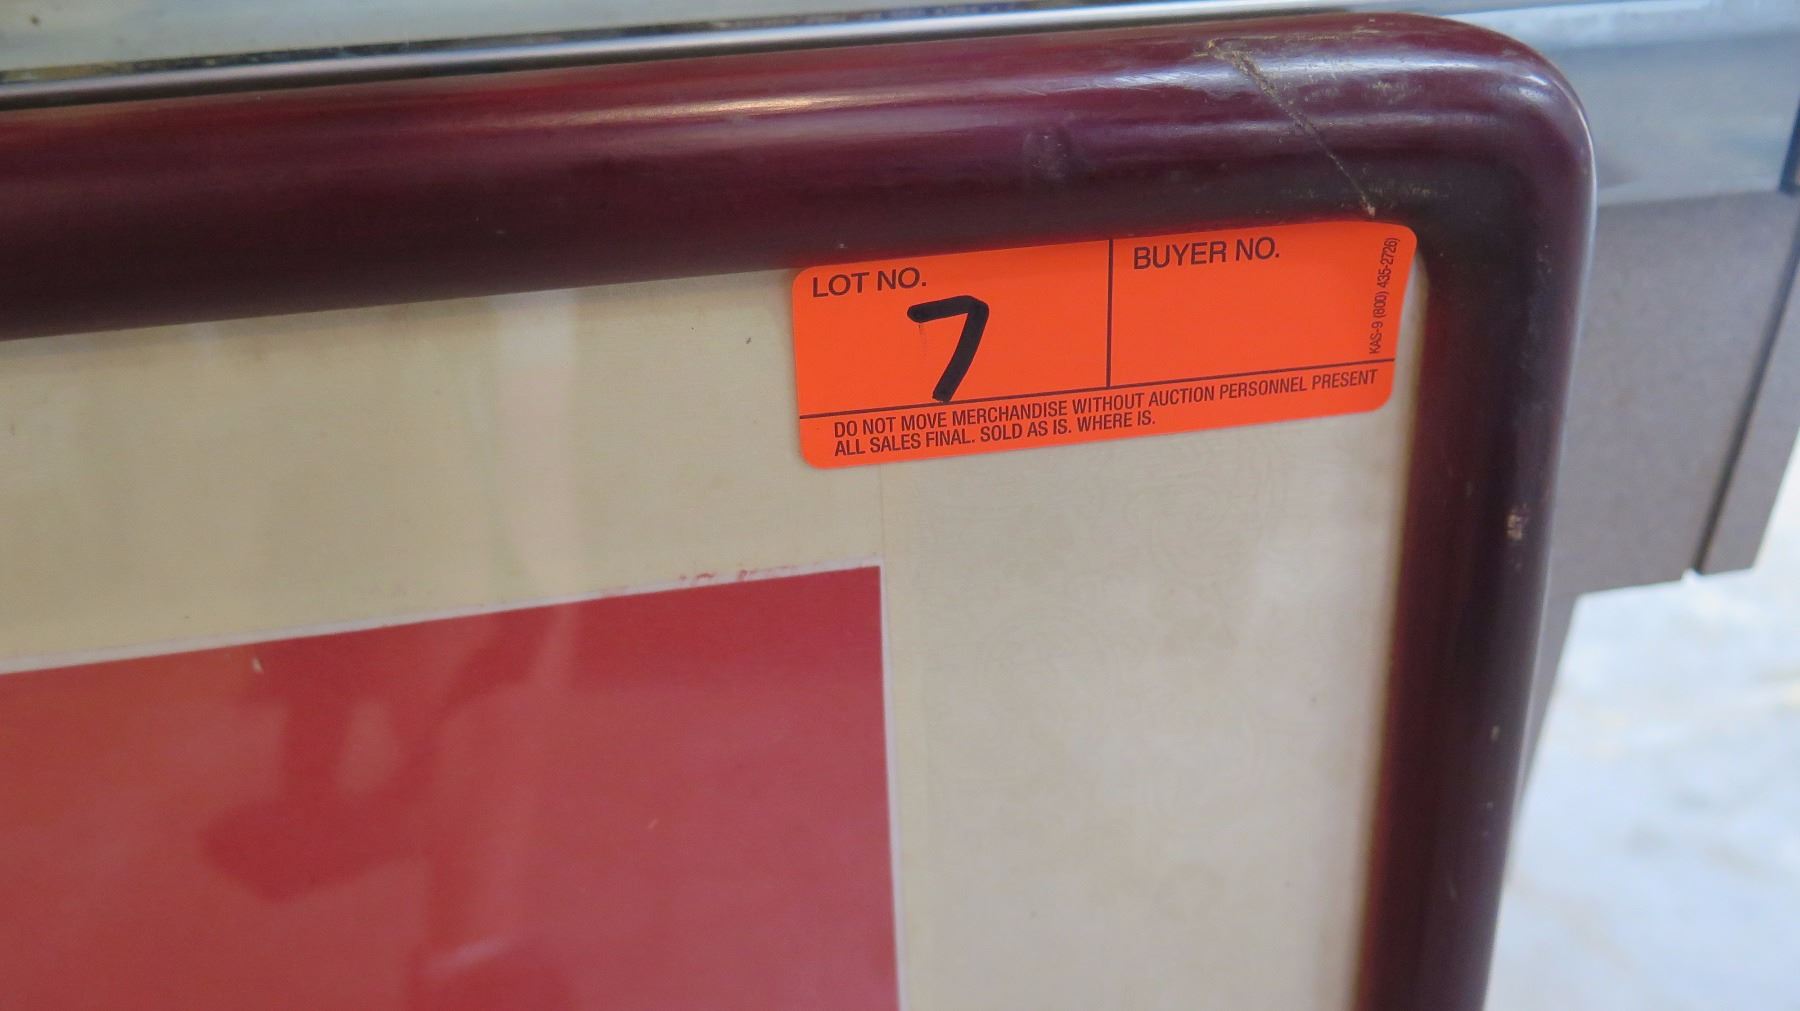 LOT NO. BUYER NO.
7
DO NOT MOVE MERCHANDISE WITHOUT AUCTION PERSONNEL PRESENT
ALL SALES FINAL. SOLD AS IS. WHERE IS.
KAS-9 (800) 435-2726)